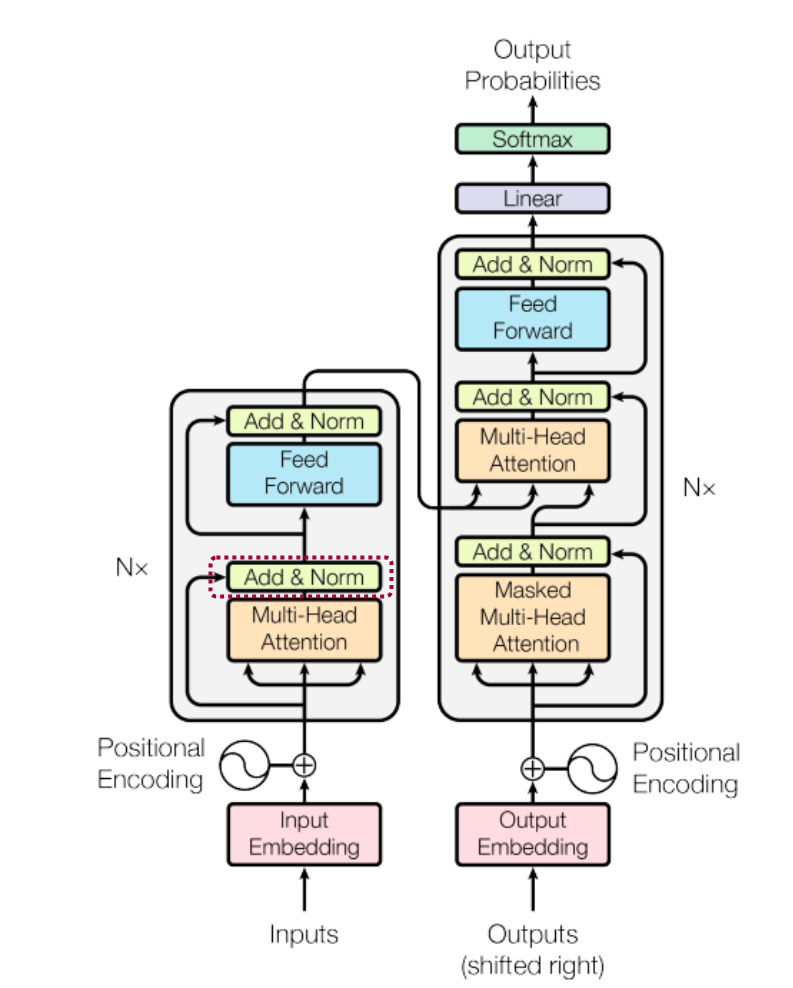 Output
Probabilities
Softmax
Linear
Add & Norm
Feed
Forward
Add & Norm
Multi-Head
Attention
Nx
Add & Norm
Masked
Multi-Head
Attention
Add & Norm
Feed
Forward
Nx
Add & Norm
Multi-Head
Attention
Positional
Encoding
Positional
Encoding
Input
Embedding
Output
Embedding
Inputs
Outputs
(shifted right)